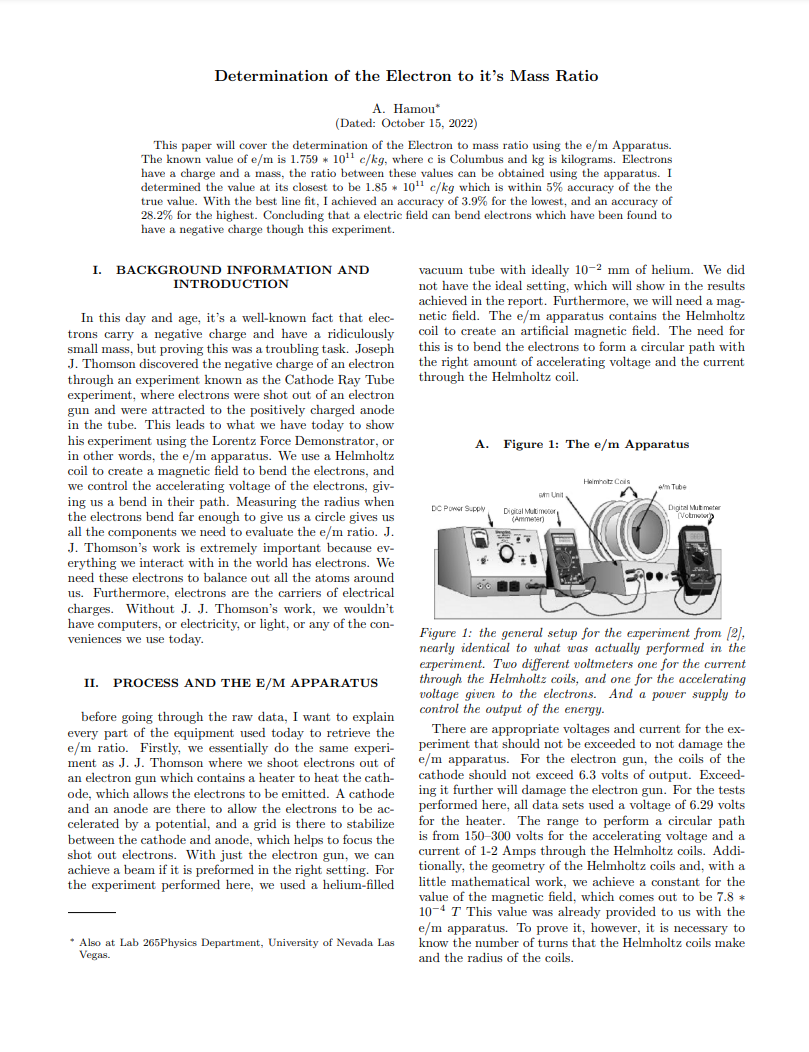 Determination of the Electron to it's Mass Ratio
A. Hamou*
(Dated: October 15, 2022)
This paper will cover the determination of the Electron to mass ratio using the e/m Apparatus.
The known value of e/m is 1.759 ∗ 10¹¹ c/kg, where c is Columbus and kg is kilograms. Electrons
have a charge and a mass, the ratio between these values can be obtained using the apparatus. I
determined the value at its closest to be 1.85 ∗ 10¹¹ c/kg which is within 5% accuracy of the the
true value. With the best line fit, I achieved an accuracy of 3.9% for the lowest, and an accuracy of
28.2% for the highest. Concluding that a electric field can bend electrons which have been found to
have a negative charge though this experiment.
I. BACKGROUND INFORMATION AND
INTRODUCTION
In this day and age, it's a well-known fact that elec-
trons carry a negative charge and have a ridiculously
small mass, but proving this was a troubling task. Joseph
J. Thomson discovered the negative charge of an electron
through an experiment known as the Cathode Ray Tube
experiment, where electrons were shot out of an electron
gun and were attracted to the positively charged anode
in the tube. This leads to what we have today to show
his experiment using the Lorentz Force Demonstrator, or
in other words, the e/m apparatus. We use a Helmholtz
coil to create a magnetic field to bend the electrons, and
we control the accelerating voltage of the electrons, giv-
ing us a bend in their path. Measuring the radius when
the electrons bend far enough to give us a circle gives us
all the components we need to evaluate the e/m ratio. J.
J. Thomson's work is extremely important because ev-
erything we interact with in the world has electrons. We
need these electrons to balance out all the atoms around
us. Furthermore, electrons are the carriers of electrical
charges. Without J. J. Thomson's work, we wouldn't
have computers, or electricity, or light, or any of the con-
veniences we use today.
II. PROCESS AND THE E/M APPARATUS
before going through the raw data, I want to explain
every part of the equipment used today to retrieve the
e/m ratio. Firstly, we essentially do the same experi-
ment as J. J. Thomson where we shoot electrons out of
an electron gun which contains a heater to heat the cath-
ode, which allows the electrons to be emitted. A cathode
and an anode are there to allow the electrons to be ac-
celerated by a potential, and a grid is there to stabilize
between the cathode and anode, which helps to focus the
shot out electrons. With just the electron gun, we can
achieve a beam if it is preformed in the right setting. For
the experiment performed here, we used a helium-filled
* Also at Lab 265Physics Department, University of Nevada Las
Vegas.
vacuum tube with ideally 10⁻² mm of helium. We did
not have the ideal setting, which will show in the results
achieved in the report. Furthermore, we will need a mag-
netic field. The e/m apparatus contains the Helmholtz
coil to create an artificial magnetic field. The need for
this is to bend the electrons to form a circular path with
the right amount of accelerating voltage and the current
through the Helmholtz coil.
A. Figure 1: The e/m Apparatus
Helmholtz Coils
e/m Tube
e/m Unit
DC Power Supply
Digital Multimeter
(Ammeter)
Digital Multimeter
(Voltmeter)
Figure 1: the general setup for the experiment from [2],
nearly identical to what was actually performed in the
experiment. Two different voltmeters one for the current
through the Helmholtz coils, and one for the accelerating
voltage given to the electrons. And a power supply to
control the output of the energy.
There are appropriate voltages and current for the ex-
periment that should not be exceeded to not damage the
e/m apparatus. For the electron gun, the coils of the
cathode should not exceed 6.3 volts of output. Exceed-
ing it further will damage the electron gun. For the tests
performed here, all data sets used a voltage of 6.29 volts
for the heater. The range to perform a circular path
is from 150–300 volts for the accelerating voltage and a
current of 1-2 Amps through the Helmholtz coils. Addi-
tionally, the geometry of the Helmholtz coils and, with a
little mathematical work, we achieve a constant for the
value of the magnetic field, which comes out to be 7.8 ∗
10⁻⁴ T This value was already provided to us with the
e/m apparatus. To prove it, however, it is necessary to
know the number of turns that the Helmholtz coils make
and the radius of the coils.